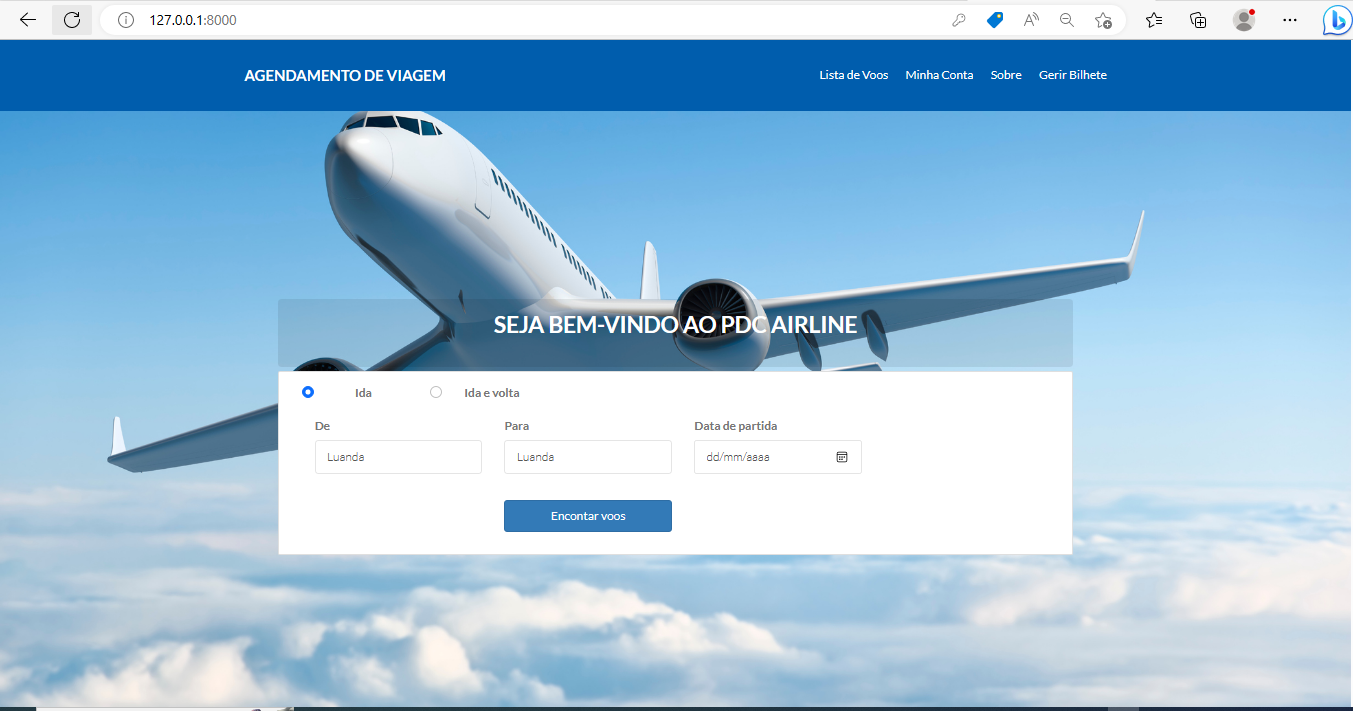 127.0.0.1:8000
AGENDAMENTO DE VIAGEM
Lista de Voos Minha Conta Sobre Gerir Bilhete
SEJA BEM-VINDO AO PDC AIRLINE
Ida Ida e volta
De Para Data de partida
Luanda Luanda dd/mm/aaaa
Encontar voos